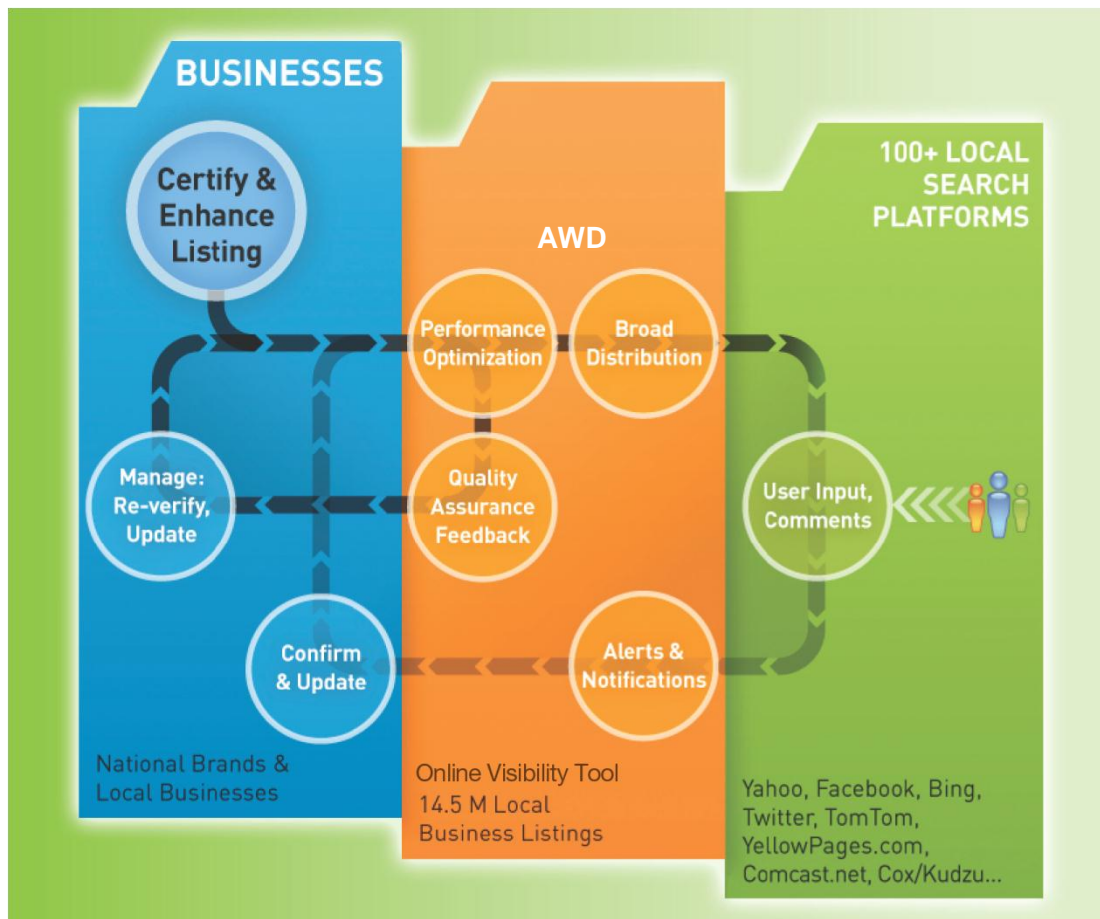 BUSINESSES
Certify &
Enhance
Listing
Manage:
Re-verify,
Update
Confirm
& Update
National Brands &
Local Businesses
AWD
Performance
Optimization
Broad
Distribution
Quality
Assurance
Feedback
Alerts &
Notifications
Online Visibility Tool
14.5 M Local
Business Listings
100+ LOCAL
SEARCH
PLATFORMS
User Input,
Comments
Yahoo, Facebook, Bing,
Twitter, TomTom,
YellowPages.com,
Comcast.net, Cox/Kudzu...